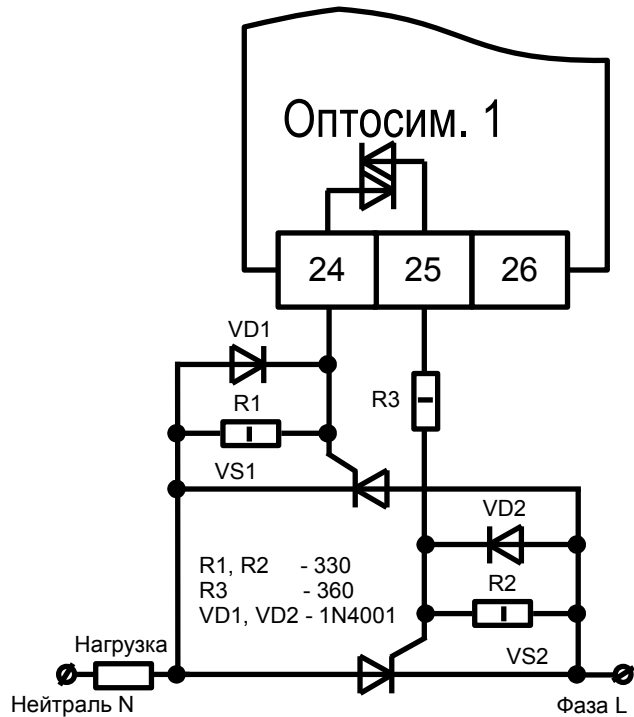 Оптосим. 1
24 25 26
VD1
R1
R3
VS1
VD2
R1, R2 - 330
R3 - 360
VD1, VD2 - 1N4001
R2
Нагрузка
VS2
Нейтраль N
Фаза L